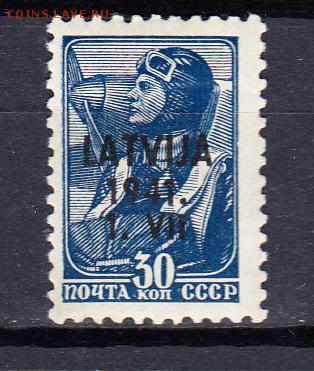 COINS.LAVE.RU
LATVIJA
1941.
1. VII
30
ПОЧТА КОП СССР